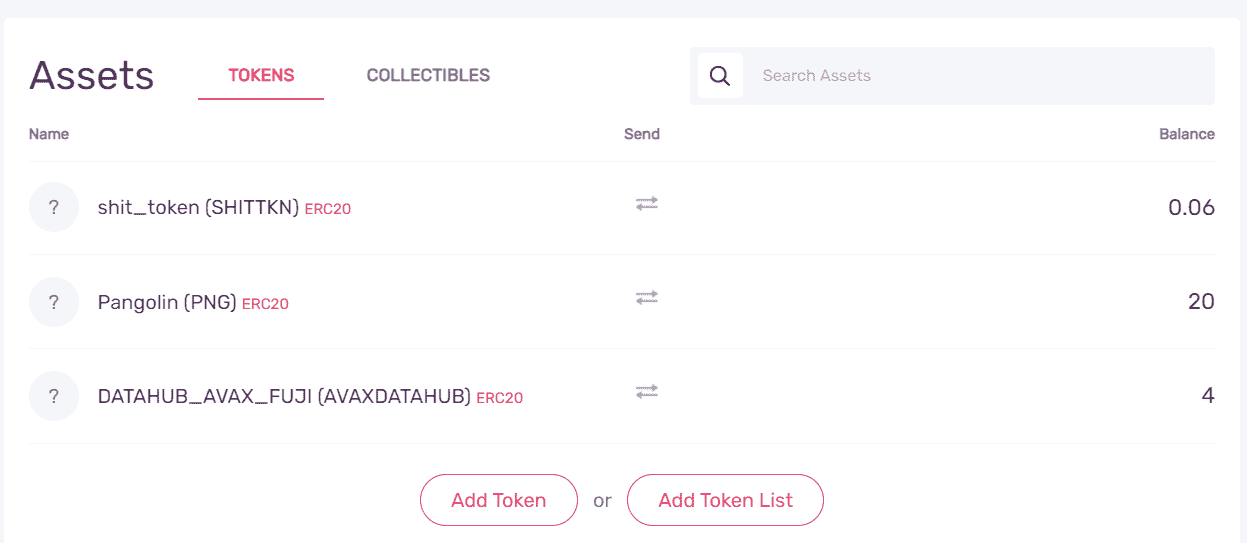 Assets TOKENS COLLECTIBLES Search Assets
Name Send Balance
? shit_token (SHITTKN) ERC20 0.06
? Pangolin (PNG) ERC20 20
? DATAHUB_AVAX_FUJI (AVAXDATAHUB) ERC20 4
Add Token or Add Token List